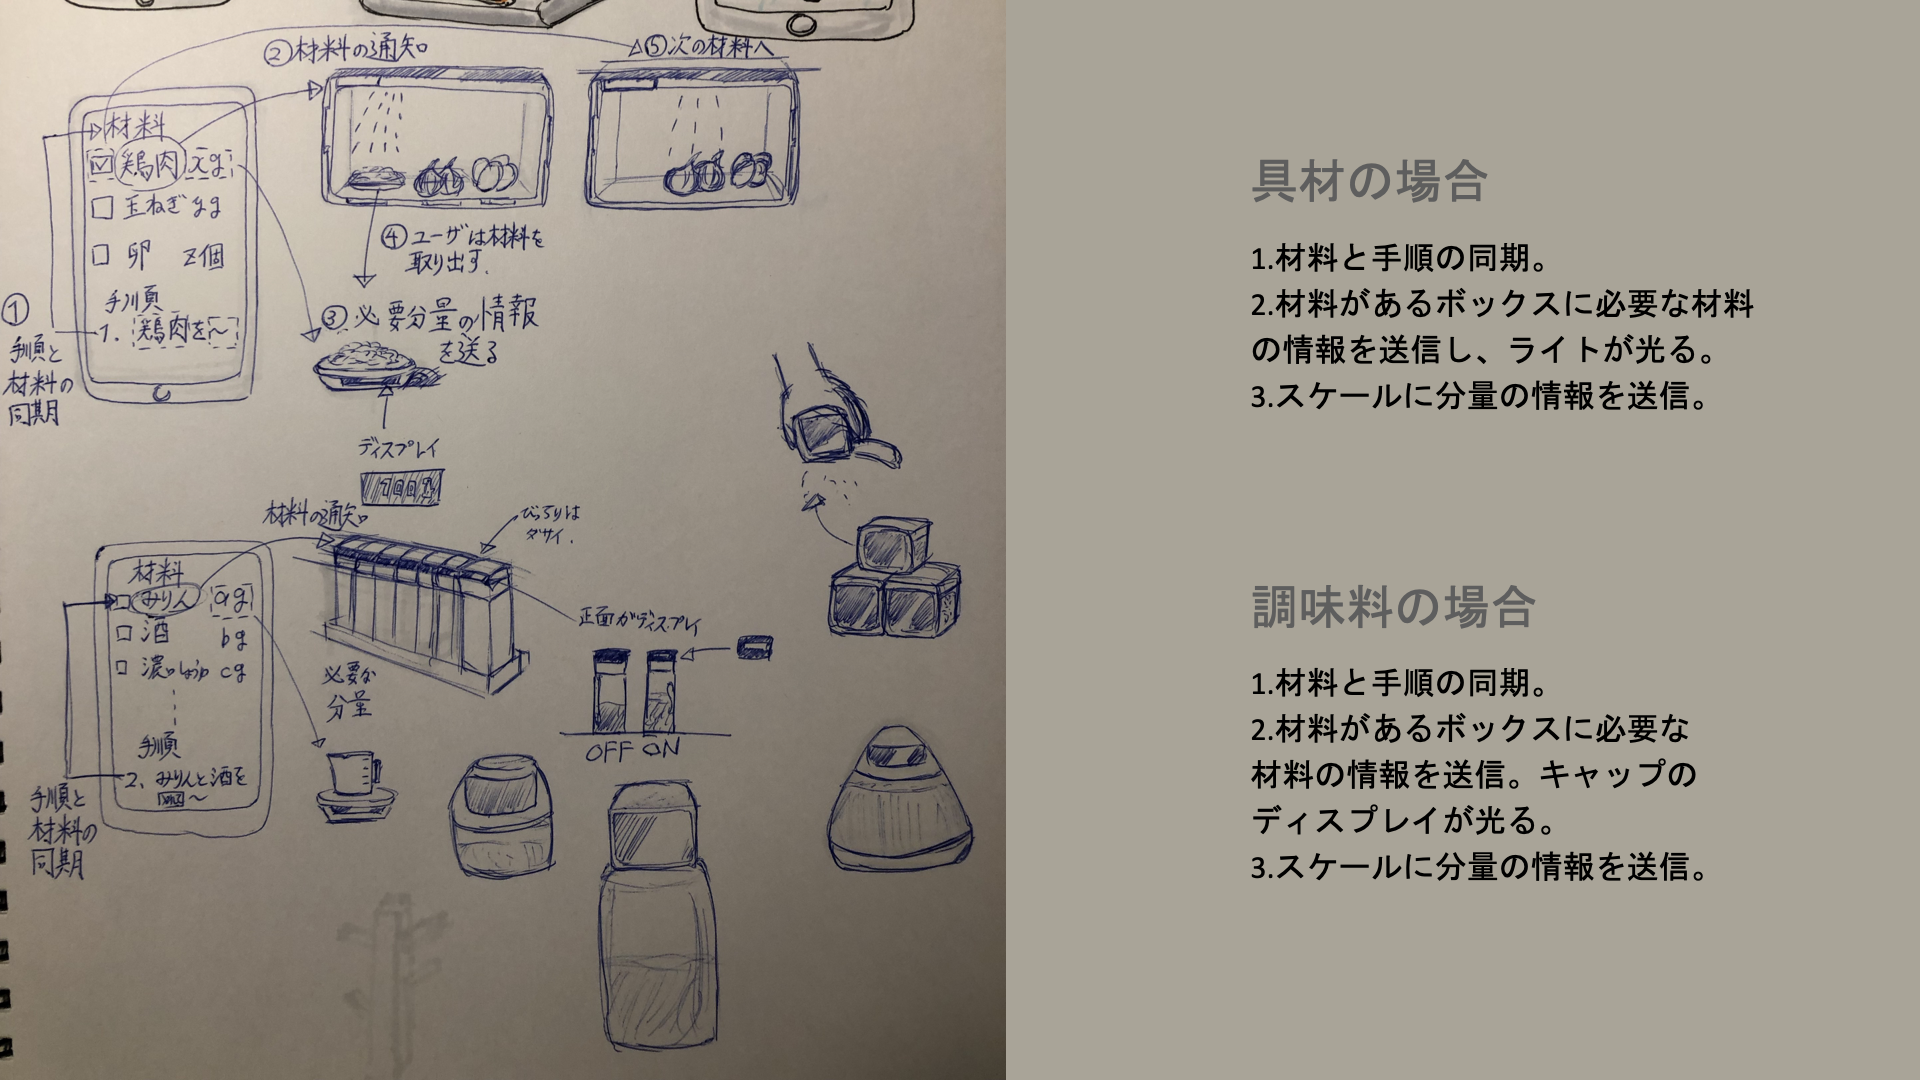 ②材料の通知
⑤次の材料へ
材料
鶏肉 xg
玉ねぎ yg
卵 z個
手順
1. 鶏肉を〜
①
手順と
材料の
同期
④ユーザは材料を
取り出す.
③必要分量の情報
を送る
ディスプレイ
材料の通知
びっちりは
ダサイ.
正面がディスプレイ
材料
みりん ag
酒 bg
濃いしょうゆ cg
手順
2. みりんと酒を
〜
手順と
材料の
同期
必要な
分量
OFF ON
具材の場合
1.材料と手順の同期。
2.材料があるボックスに必要な材料
の情報を送信し、ライトが光る。
3.スケールに分量の情報を送信。
調味料の場合
1.材料と手順の同期。
2.材料があるボックスに必要な
材料の情報を送信。キャップの
ディスプレイが光る。
3.スケールに分量の情報を送信。